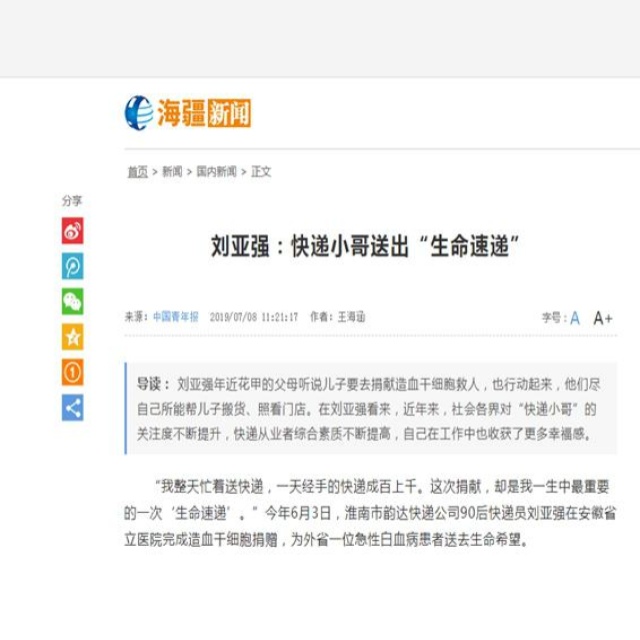 海疆新闻
首页 > 新闻 > 国内新闻 > 正文
分享
刘亚强：快递小哥送出“生命速递”
来源：中国青年报 2019/07/08 11:21:17 作者：王海涵 字号：A A+
导读：刘亚强年近花甲的父母听说儿子要去捐献造血干细胞救人，也行动起来，他们尽
自己所能帮儿子搬货、照看门店。在刘亚强看来，近年来，社会各界对“快递小哥”的
关注度不断提升，快递从业者综合素质不断提高，自己在工作中也收获了更多幸福感。
“我整天忙着送快递，一天经手的快递成百上千。这次捐献，却是我一生中最重要
的一次‘生命速递’。”今年6月3日，淮南市韵达快递公司90后快递员刘亚强在安徽省
立医院完成造血干细胞捐赠，为外省一位急性白血病患者送去生命希望。